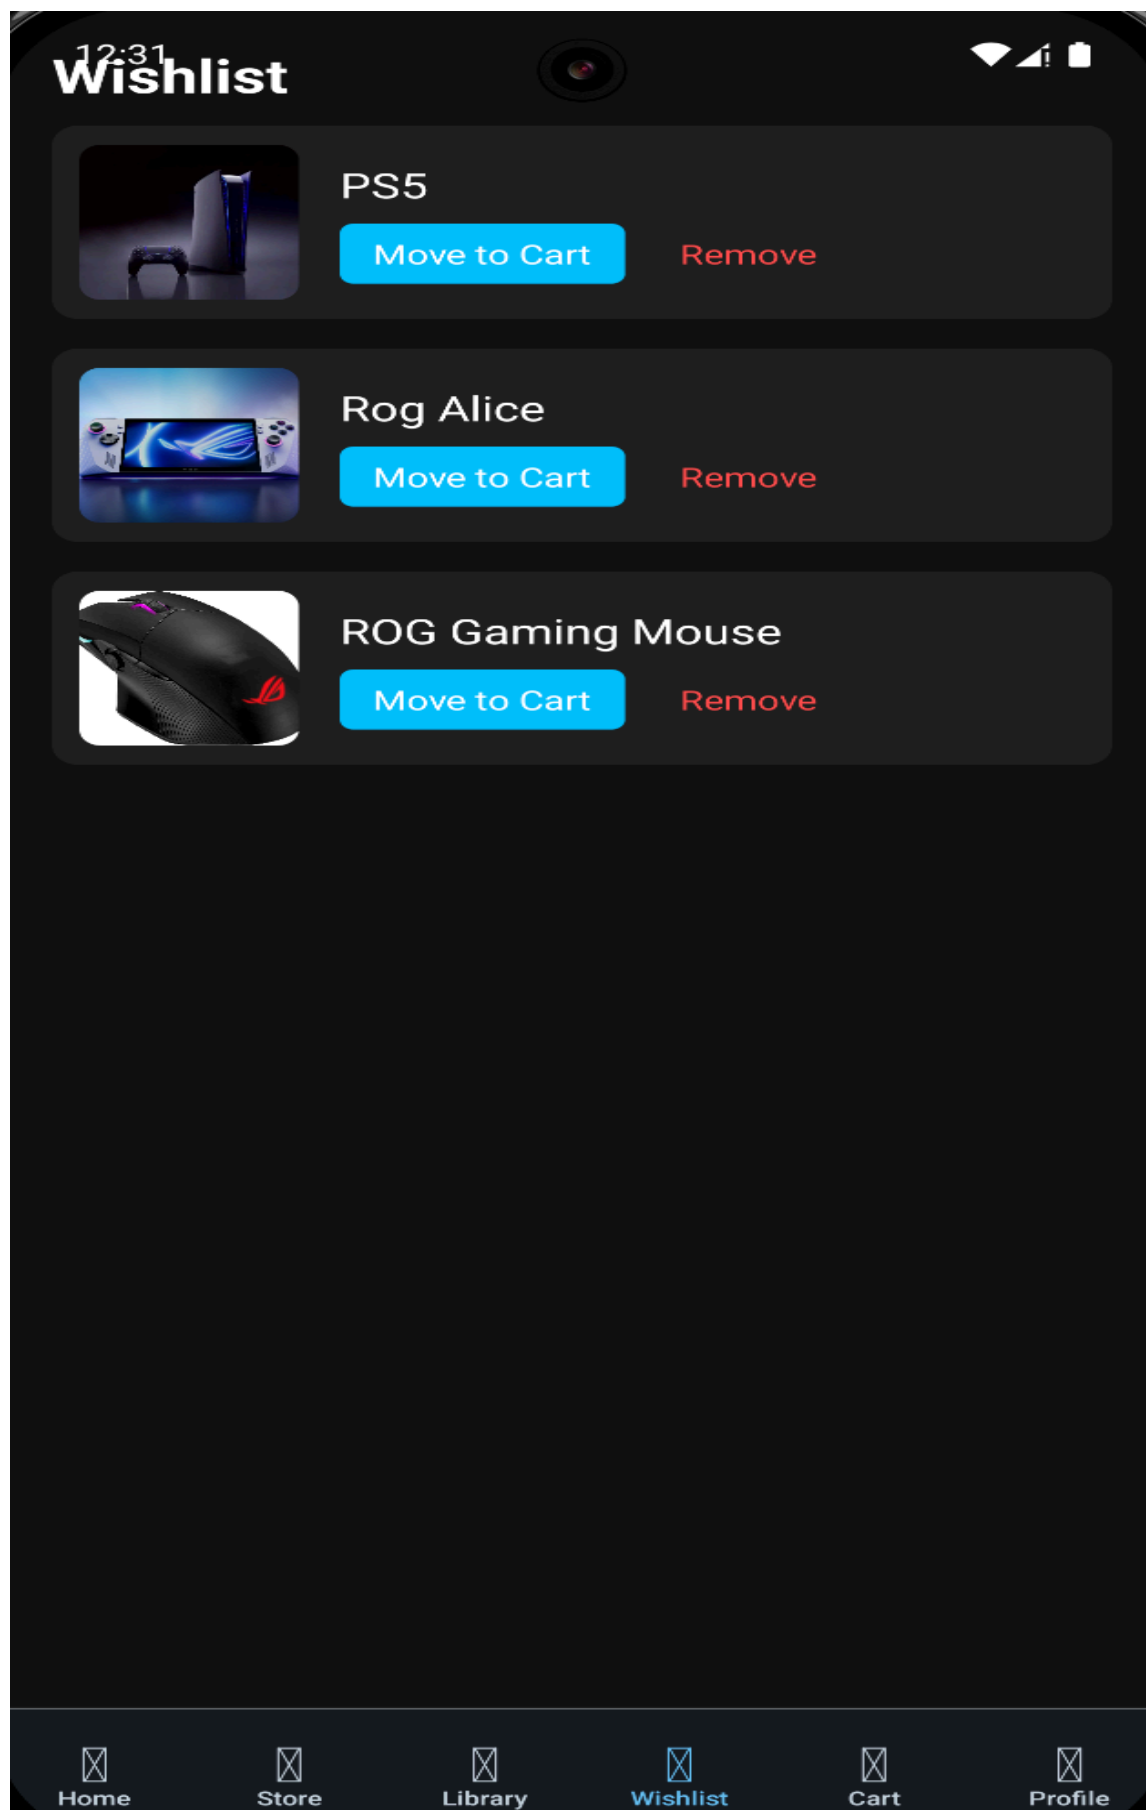 12:31
Wishlist
PS5
Move to Cart Remove
Rog Alice
Move to Cart Remove
ROG Gaming Mouse
Move to Cart Remove
Home Store Library Wishlist Cart Profile